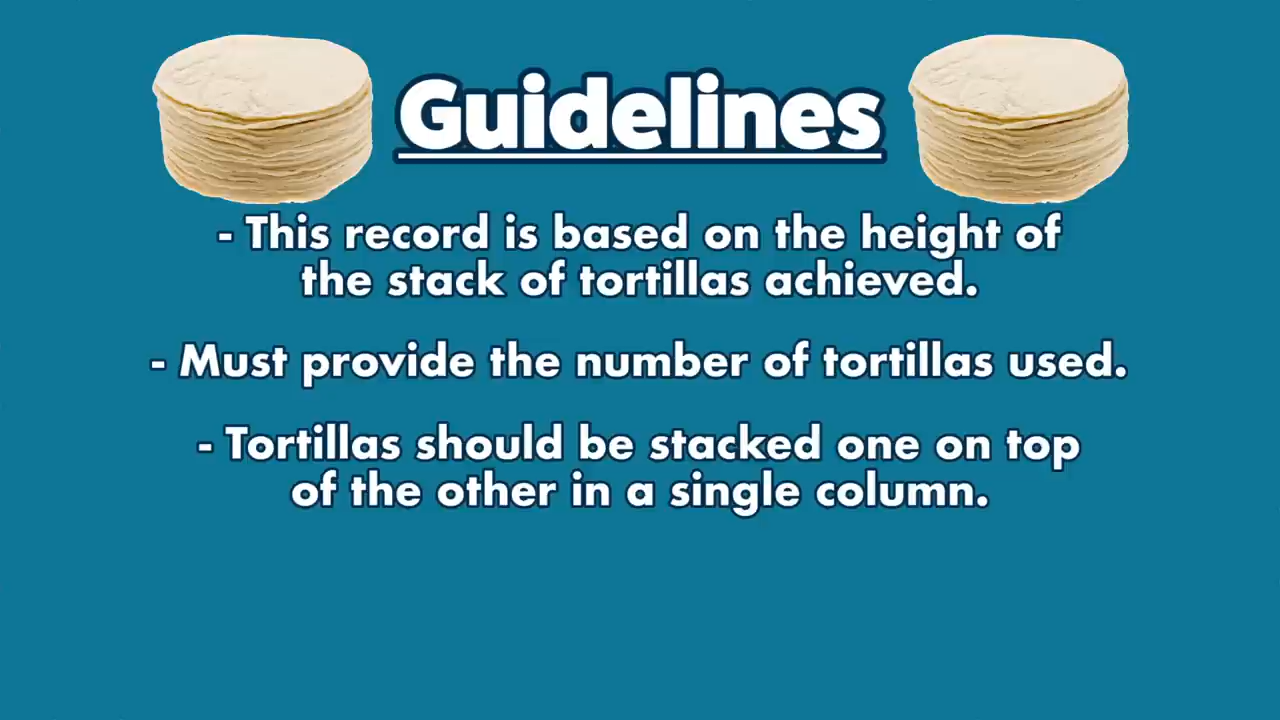 Guidelines
- This record is based on the height of
the stack of tortillas achieved.
- Must provide the number of tortillas used.
- Tortillas should be stacked one on top
of the other in a single column.